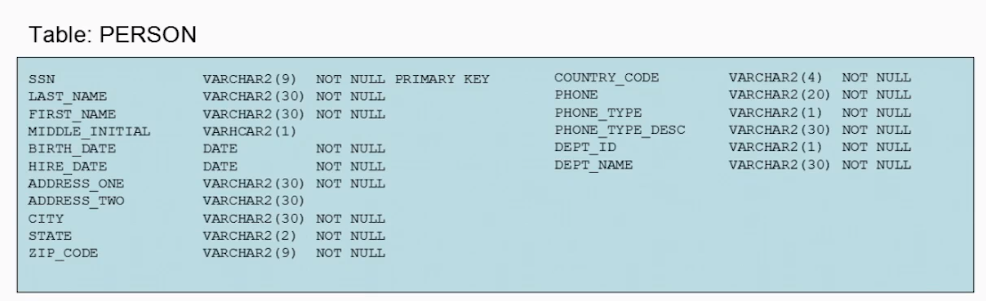 Table: PERSON
SSN VARCHAR2(9) NOT NULL PRIMARY KEY
LAST_NAME VARCHAR2(30) NOT NULL
FIRST_NAME VARCHAR2(30) NOT NULL
MIDDLE_INITIAL VARHCAR2(1)
BIRTH_DATE DATE NOT NULL
HIRE_DATE DATE NOT NULL
ADDRESS_ONE VARCHAR2(30) NOT NULL
ADDRESS_TWO VARCHAR2(30)
CITY VARCHAR2(30) NOT NULL
STATE VARCHAR2(2) NOT NULL
ZIP_CODE VARCHAR2(9) NOT NULL
COUNTRY_CODE VARCHAR2(4) NOT NULL
PHONE VARCHAR2(20) NOT NULL
PHONE_TYPE VARCHAR2(1) NOT NULL
PHONE_TYPE_DESC VARCHAR2(30) NOT NULL
DEPT_ID VARCHAR2(1) NOT NULL
DEPT_NAME VARCHAR2(30) NOT NULL